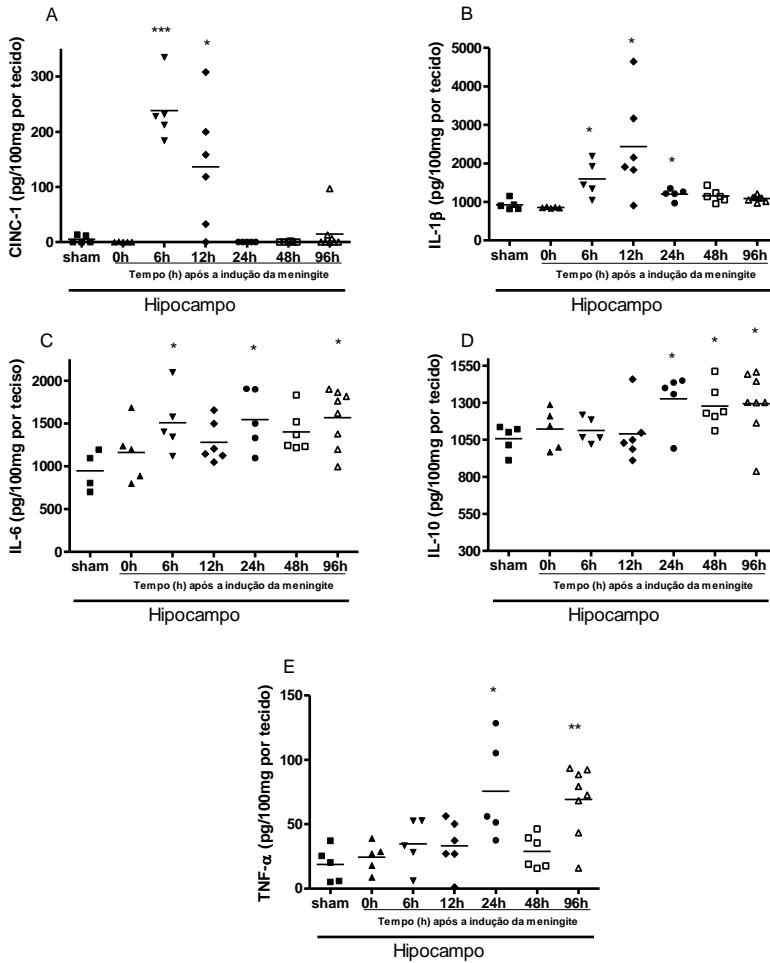 A
CINC-1 (pg/100mg por tecido)
300
200
100
0
***
*
sham 0h 6h 12h 24h 48h 96h
Tempo (h) após a indução da meningite
Hipocampo
B
IL-1β (pg/100mg por tecido)
5000
4000
3000
2000
1000
0
*
*
*
sham 0h 6h 12h 24h 48h 96h
Tempo (h) após a indução da meningite
Hipocampo
C
IL-6 (pg/100mg por teciso)
2000
1500
1000
500
0
*
*
*
sham 0h 6h 12h 24h 48h 96h
Tempo (h) após a indução da meningite
Hipocampo
D
IL-10 (pg/100mg por tecido)
1550
1300
1050
800
550
300
*
*
*
sham 0h 6h 12h 24h 48h 96h
Tempo (h) após a indução da meningite
Hipocampo
E
TNF-α (pg/100mg por tecido)
150
100
50
0
*
**
sham 0h 6h 12h 24h 48h 96h
Tempo (h) após a indução da meningite
Hipocampo